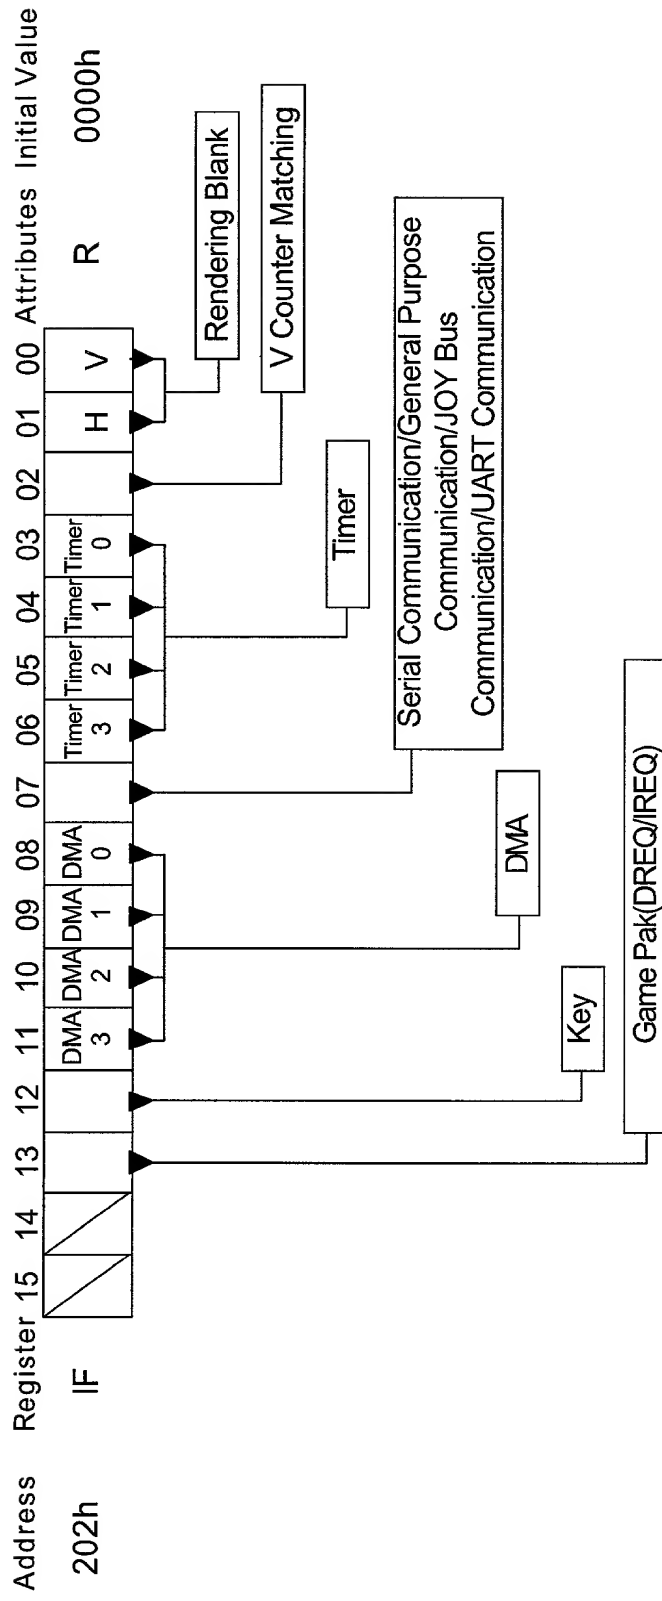 Address Register 15 14 13 12 11 10 09 08 07 06 05 04 03 02 01 00 Attributes Initial Value
202h IF DMA 3 DMA 2 DMA 1 DMA 0 Timer 3 Timer 2 Timer 1 Timer 0 H V R 0000h
Rendering Blank
V Counter Matching
Timer
Serial Communication/General Purpose
Communication/JOY Bus
Communication/UART Communication
DMA
Key
Game Pak(DREQ/IREQ)